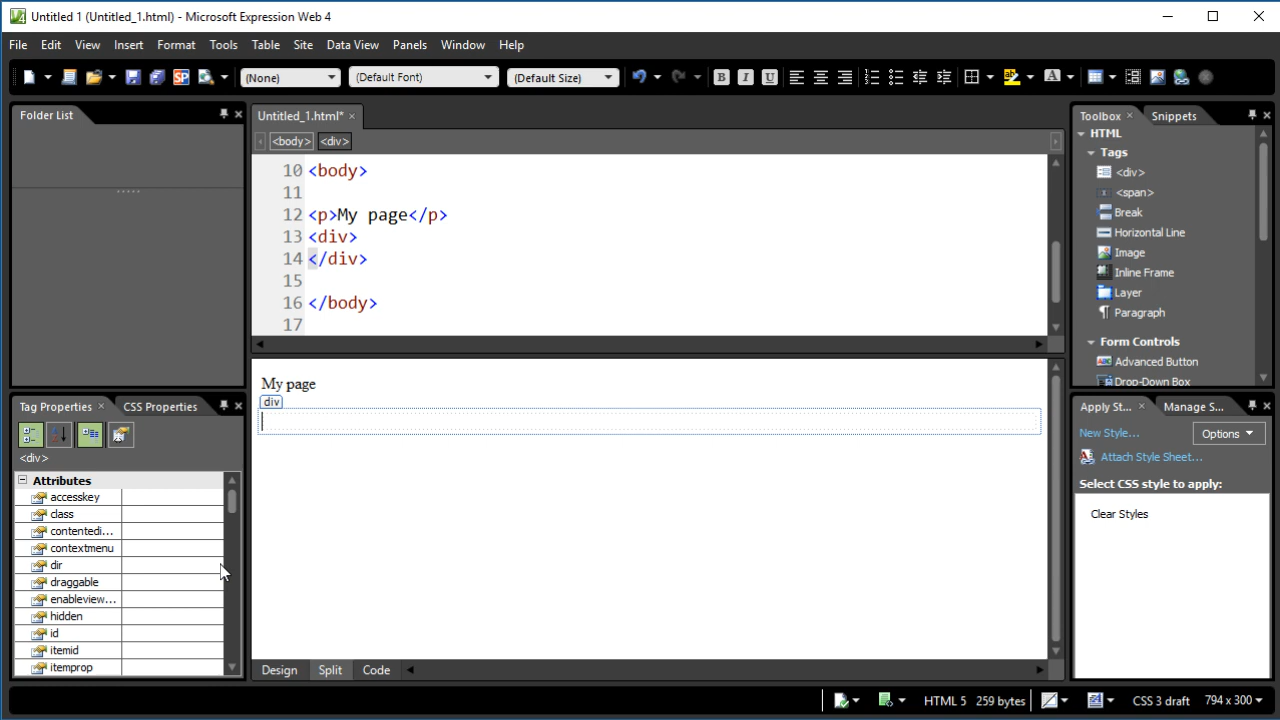 Untitled 1 (Untitled_1.html) - Microsoft Expression Web 4
File Edit View Insert Format Tools Table Site Data View Panels Window Help
SP (None) (Default Font) (Default Size) B I U A
Folder List
Untitled_1.html*
<body> <div>
10 <body>
11
12 <p>My page</p>
13 <div>
14 </div>
15
16 </body>
17
My page
div
Design Split Code
Toolbox Snippets
HTML
Tags
<div>
<span>
Break
Horizontal Line
Image
Inline Frame
Layer
Paragraph
Form Controls
Advanced Button
Drop-Down Box
Tag Properties CSS Properties
<div>
Attributes
accesskey
class
contentedi...
contextmenu
dir
draggable
enableview...
hidden
id
itemid
itemprop
Apply St... Manage S...
New Style... Options
Attach Style Sheet...
Select CSS style to apply:
Clear Styles
HTML 5 259 bytes CSS 3 draft 794 x 300